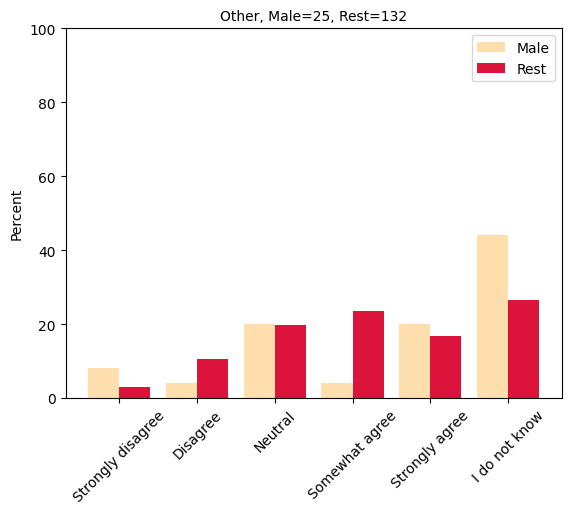 Other, Male=25, Rest=132
Male
Rest
Percent
100
80
60
40
20
0
Strongly disagree
Disagree
Neutral
Somewhat agree
Strongly agree
I do not know